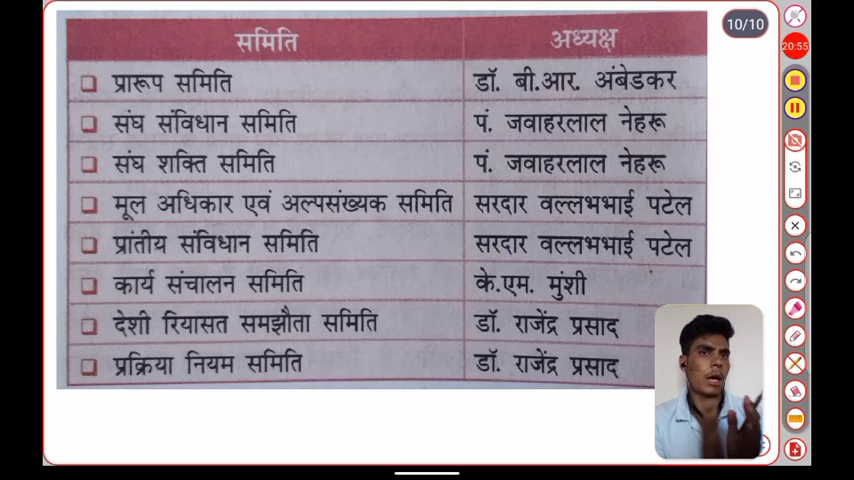 10/10
20:55
समिति अध्यक्ष
प्रारूप समिति डॉ. बी.आर. अंबेडकर
संघ संविधान समिति पं. जवाहरलाल नेहरू
संघ शक्ति समिति पं. जवाहरलाल नेहरू
मूल अधिकार एवं अल्पसंख्यक समिति सरदार वल्लभभाई पटेल
प्रांतीय संविधान समिति सरदार वल्लभभाई पटेल
कार्य संचालन समिति के.एम. मुंशी
देशी रियासत समझौता समिति डॉ. राजेंद्र प्रसाद
प्रक्रिया नियम समिति डॉ. राजेंद्र प्रसाद